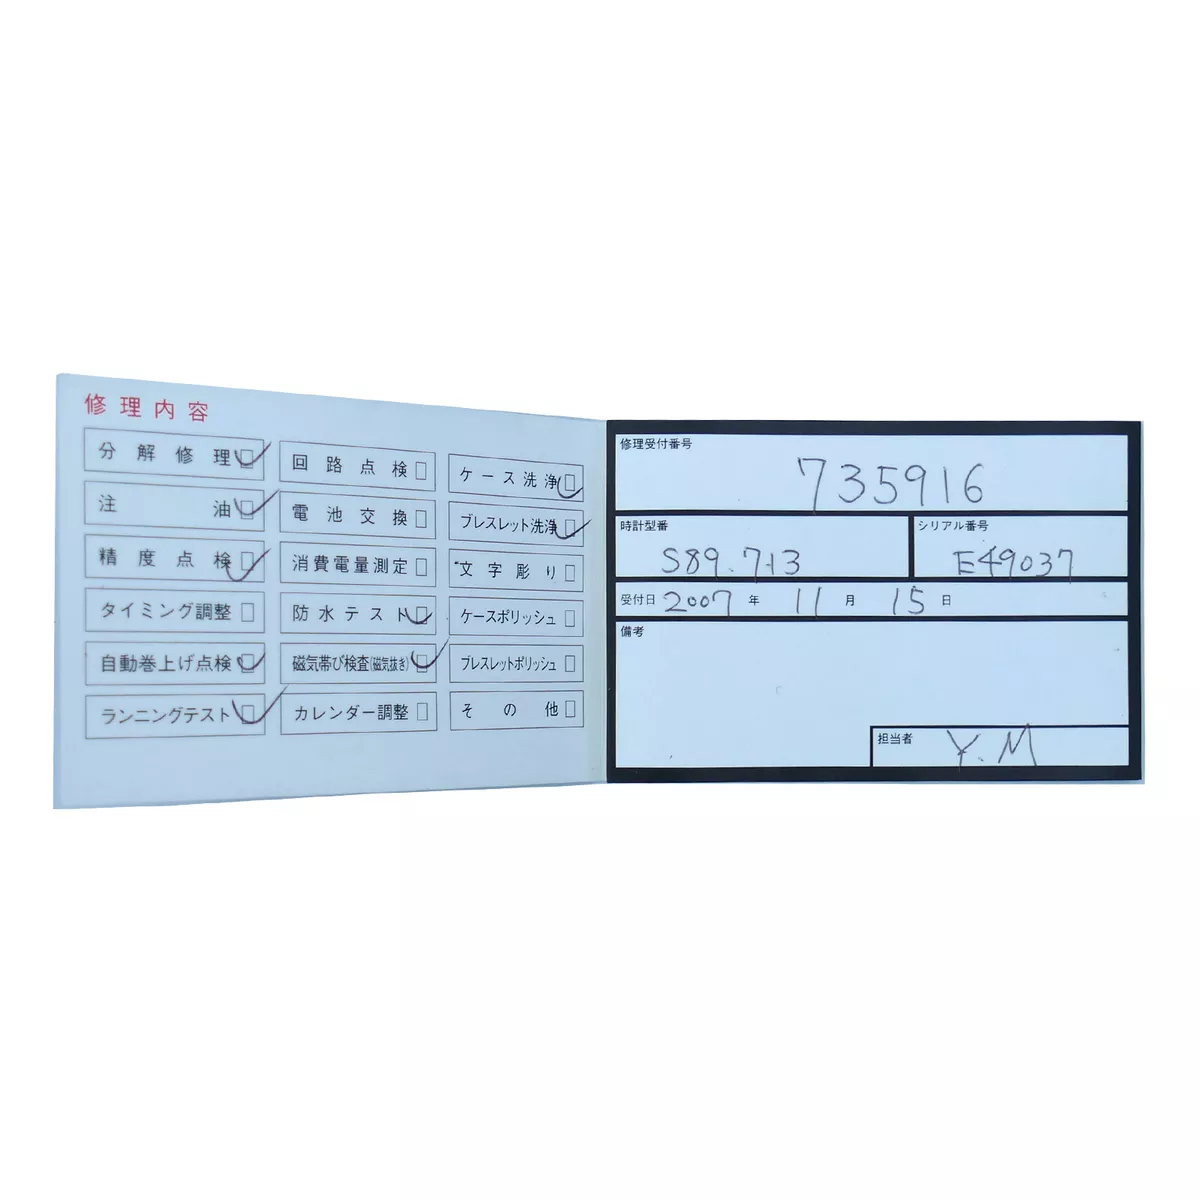 修理内容
分解修理
注油
精度点検
タイミング調整
自動巻上げ点検
ランニングテスト
回路点検
電池交換
消費電量測定
防水テスト
磁気帯び検査(磁気抜き)
カレンダー調整
ケース洗浄
ブレスレット洗浄
文字彫り
ケースポリッシュ
ブレスレットポリッシュ
その他
修理受付番号
735916
時計型番
S89.713
シリアル番号
E49037
受付日 2007 年 11 月 15 日
備考
担当者 Y.M